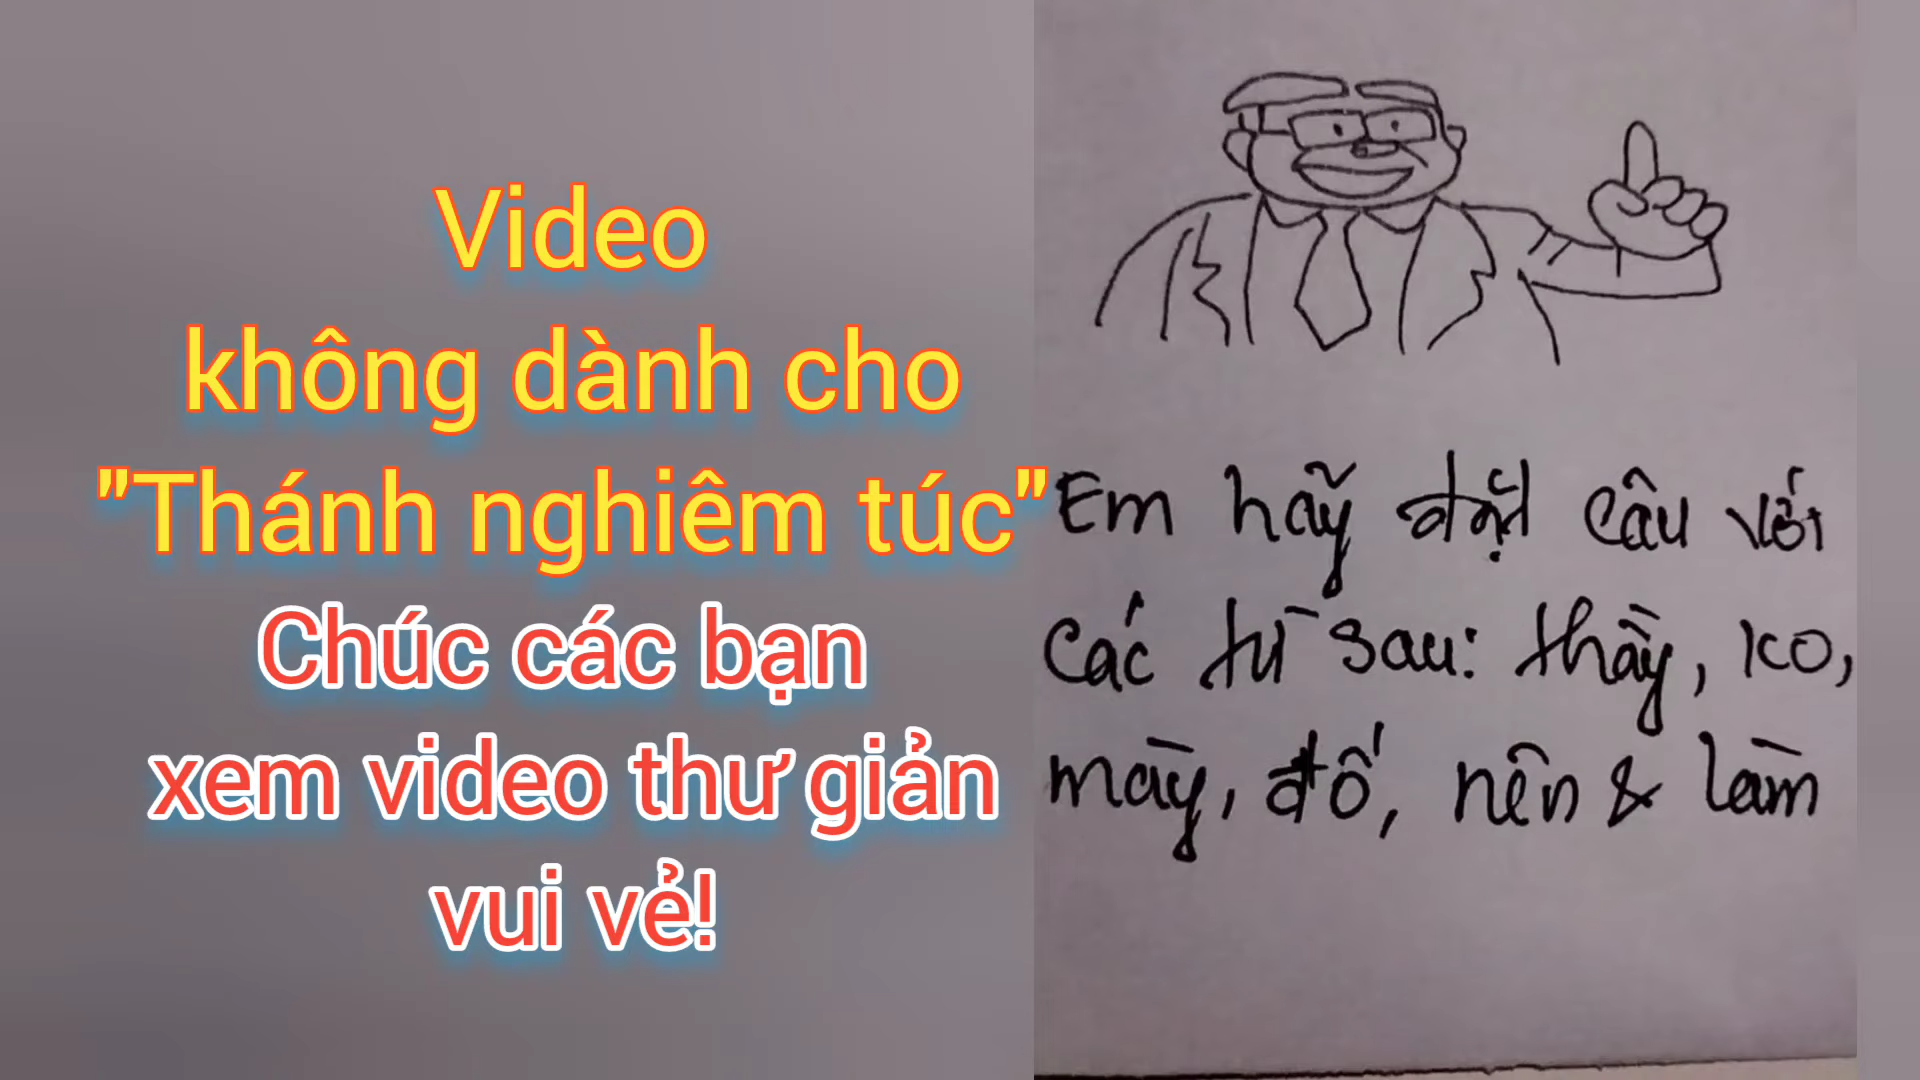 Video
không dành cho
"Thánh nghiêm túc"
Chúc các bạn
xem video thư giản
vui vẻ!
Em hãy đặt câu với
các từ sau: thầy, ko,
mày, đố, nên & làm